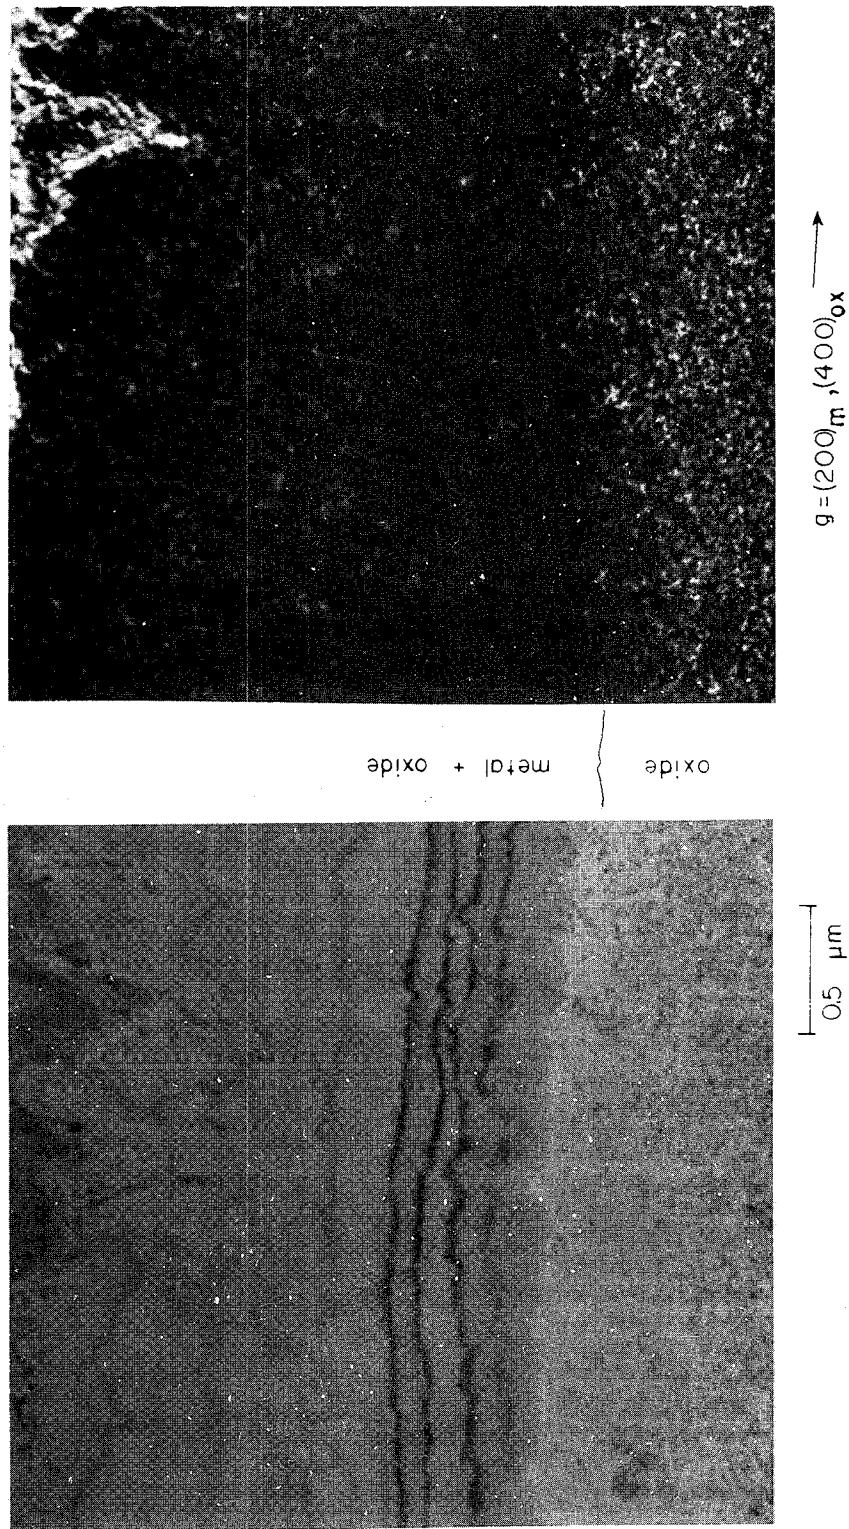 oxide
metal + oxide
g = (200)m , (400)ox
0.5 μm